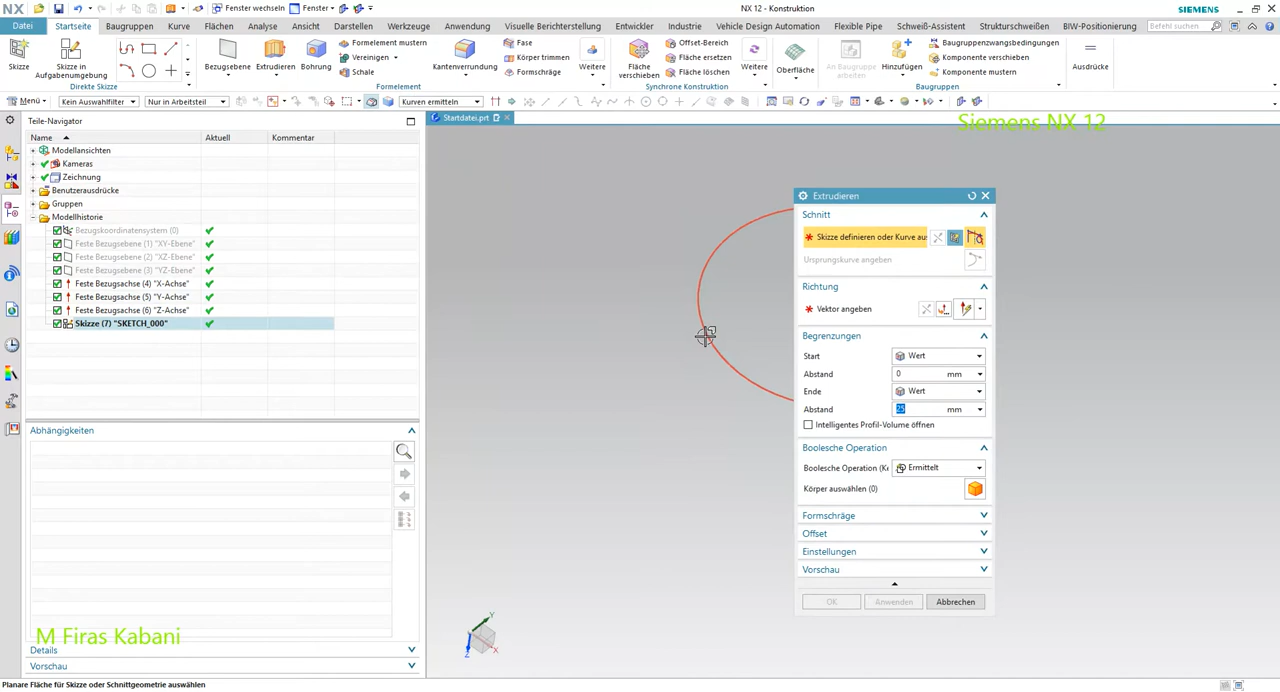 NX
Fenster wechseln
Fenster
NX 12 - Konstruktion
SIEMENS
Datei
Startseite
Baugruppen
Kurve
Flächen
Analyse
Ansicht
Darstellen
Werkzeuge
Anwendung
Visuelle Berichterstellung
Entwickler
Industrie
Vehicle Design Automation
Flexible Pipe
Schweiß-Assistent
Strukturschweißen
BIW-Positionierung
Befehl suchen
Skizze
Skizze in Aufgabenumgebung
Direkte Skizze
Bezugsebene
Extrudieren
Bohrung
Formelement mustern
Vereinigen
Schale
Kantenverrundung
Fase
Körper trimmen
Formschräge
Weitere
Formelement
Fläche verschieben
Offset-Bereich
Fläche ersetzen
Fläche löschen
Weitere
Synchrone Konstruktion
Oberfläche
An Baugruppe arbeiten
Hinzufügen
Baugruppenzwangsbedingungen
Komponente verschieben
Komponente mustern
Baugruppen
Ausdrücke
Menü
Kein Auswahlfilter
Nur in Arbeitsteil
Kurven ermitteln
Teile-Navigator
Startdatei.prt
Siemens NX 12
Name
Aktuell
Kommentar
Modellansichten
Kameras
Zeichnung
Benutzerausdrücke
Gruppen
Modellhistorie
Bezugskoordinatensystem (0)
Feste Bezugsebene (1) "XY-Ebene"
Feste Bezugsebene (2) "XZ-Ebene"
Feste Bezugsebene (3) "YZ-Ebene"
Feste Bezugsachse (4) "X-Achse"
Feste Bezugsachse (5) "Y-Achse"
Feste Bezugsachse (6) "Z-Achse"
Skizze (7) "SKETCH_000"
Abhängigkeiten
M Firas Kabani
Details
Vorschau
Extrudieren
Schnitt
Skizze definieren oder Kurve aus
Ursprungskurve angeben
Richtung
Vektor angeben
Begrenzungen
Start
Wert
Abstand
0 mm
Ende
Wert
Abstand
25 mm
Intelligentes Profil-Volume öffnen
Boolesche Operation
Boolesche Operation (Ke
Ermittelt
Körper auswählen (0)
Formschräge
Offset
Einstellungen
Vorschau
OK
Anwenden
Abbrechen
Y
X
Z
Planare Fläche für Skizze oder Schnittgeometrie auswählen